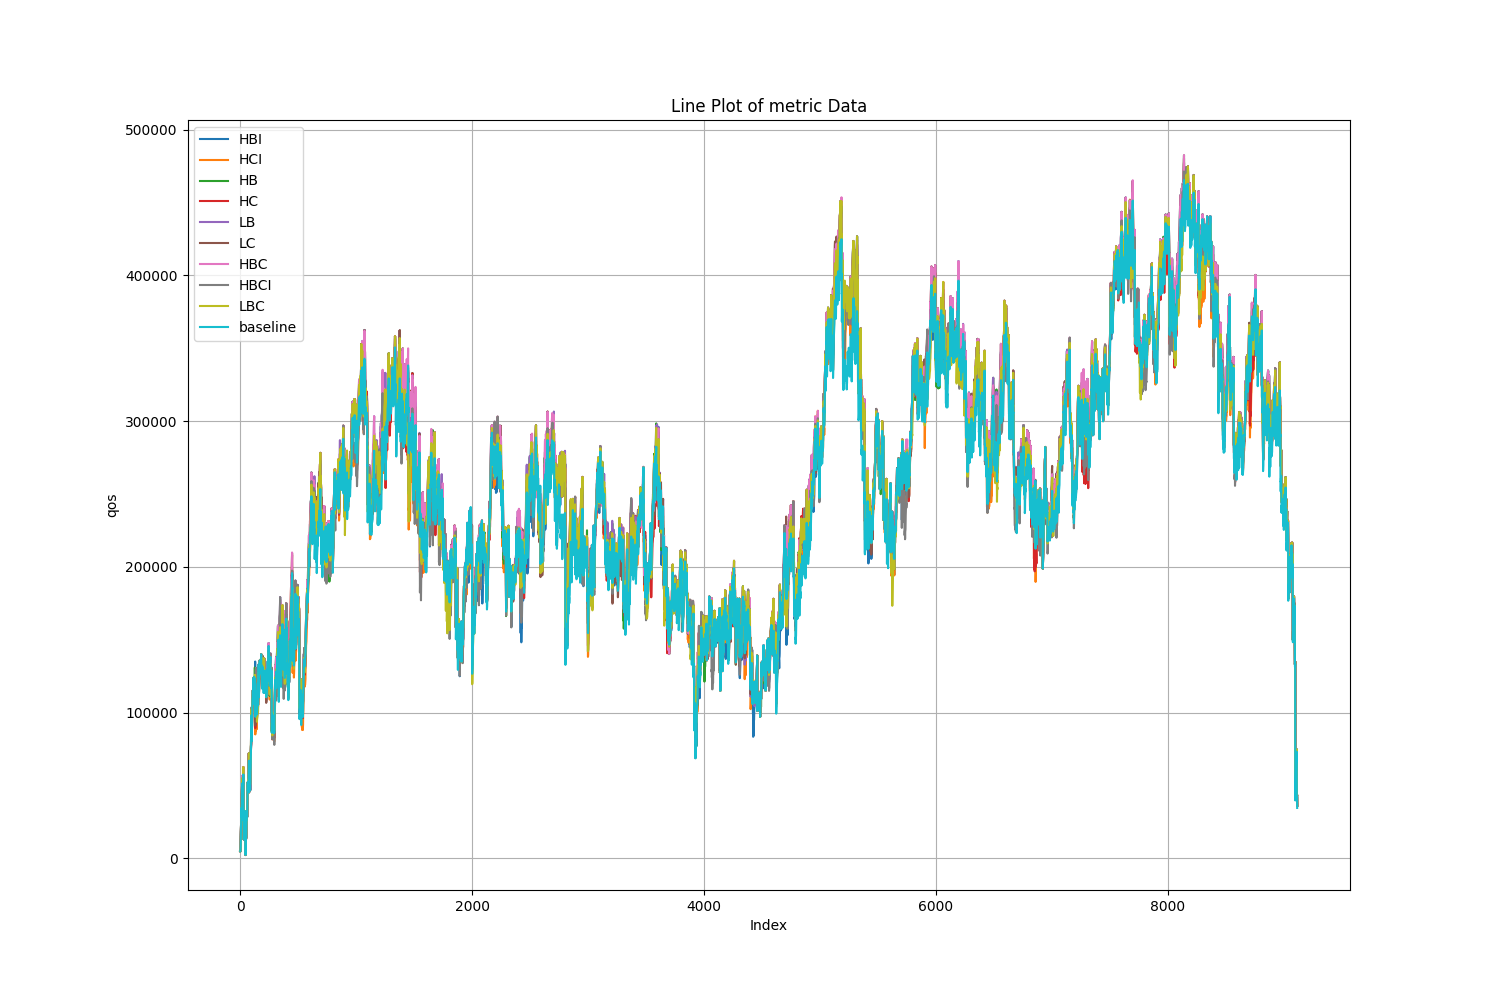 Line Plot of metric Data
500000
400000
300000
200000
100000
0
qos
HBI
HCI
HB
HC
LB
LC
HBC
HBCI
LBC
baseline
0 2000 4000 6000 8000
Index